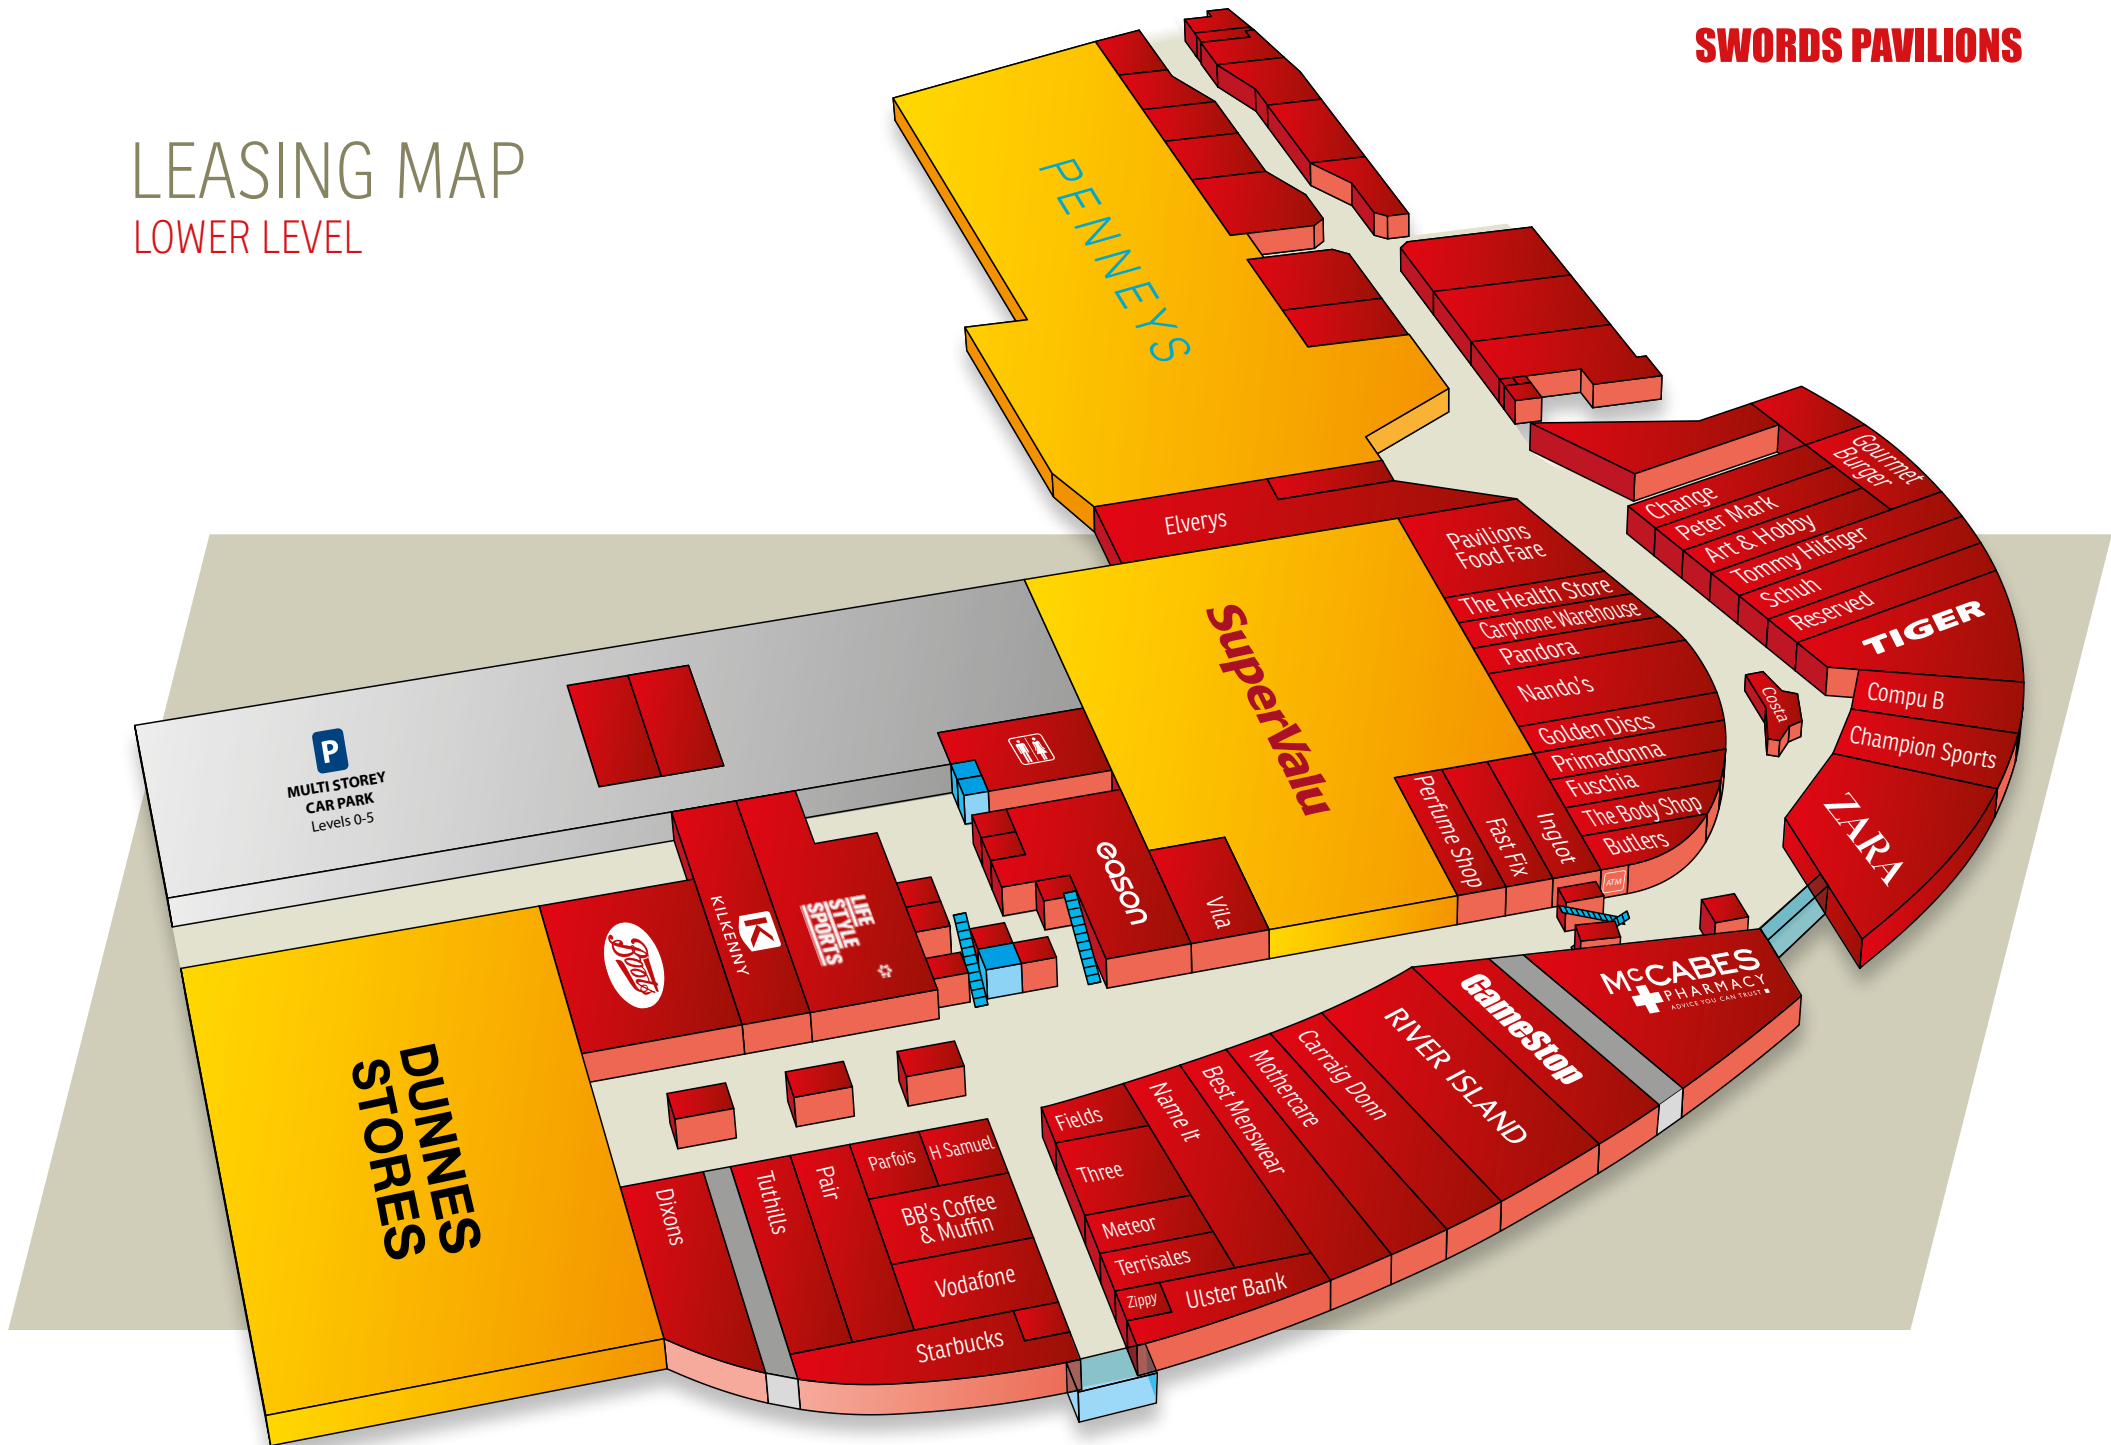 SWORDS PAVILIONS
LEASING MAP
LOWER LEVEL
PENNEYS
Gourmet
Burger
Change
Peter Mark
Art & Hobby
Tommy Hilfiger
Schuh
Reserved
TIGER
Compu B
Champion Sports
ZARA
Costa
Elverys
Pavilions
Food Fare
The Health Store
Carphone Warehouse
Pandora
Nando's
Golden Discs
Primadonna
Fuschia
The Body Shop
Butlers
ATM
SuperValu
Perfume Shop
Fast Fix
Inglot
Vila
eason
P
MULTI STOREY
CAR PARK
Levels 0-5
KILKENNY
K
LIFE
STYLE
SPORTS
Boots
DUNNES
STORES
McCABES
PHARMACY
ADVICE YOU CAN TRUST
GameStop
RIVER ISLAND
Carraig Donn
Mothercare
Best Menswear
Name It
Fields
Three
Meteor
Terrisales
Zippy
Ulster Bank
Dixons
Tuthills
Pair
Parfois
H Samuel
BB's Coffee
& Muffin
Vodafone
Starbucks